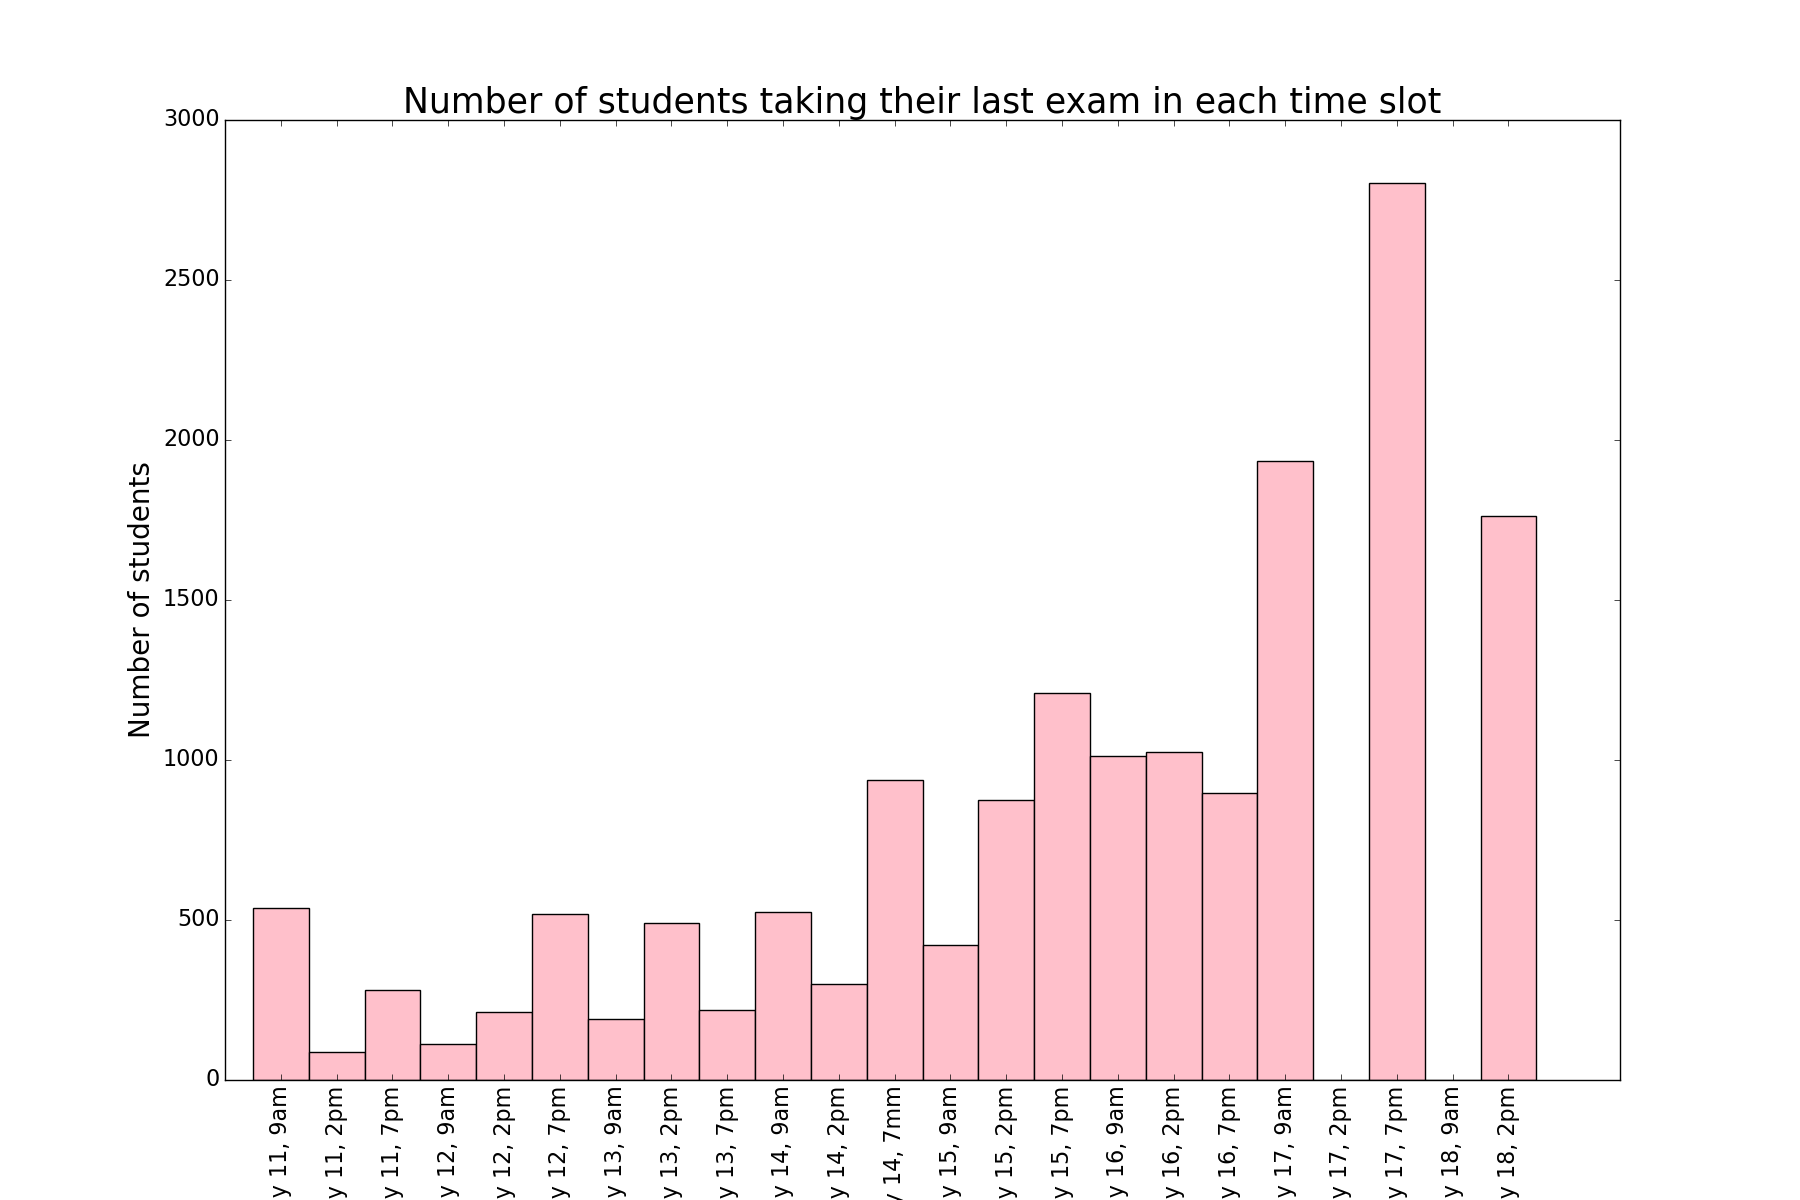 Number of students taking their last exam in each time slot
3000
2500
2000
1500
1000
500
0
Number of students
y 11, 9am
y 11, 2pm
y 11, 7pm
y 12, 9am
y 12, 2pm
y 12, 7pm
y 13, 9am
y 13, 2pm
y 13, 7pm
y 14, 9am
y 14, 2pm
y 14, 7mm
y 15, 9am
y 15, 2pm
y 15, 7pm
y 16, 9am
y 16, 2pm
y 16, 7pm
y 17, 9am
y 17, 2pm
y 17, 7pm
y 18, 9am
y 18, 2pm